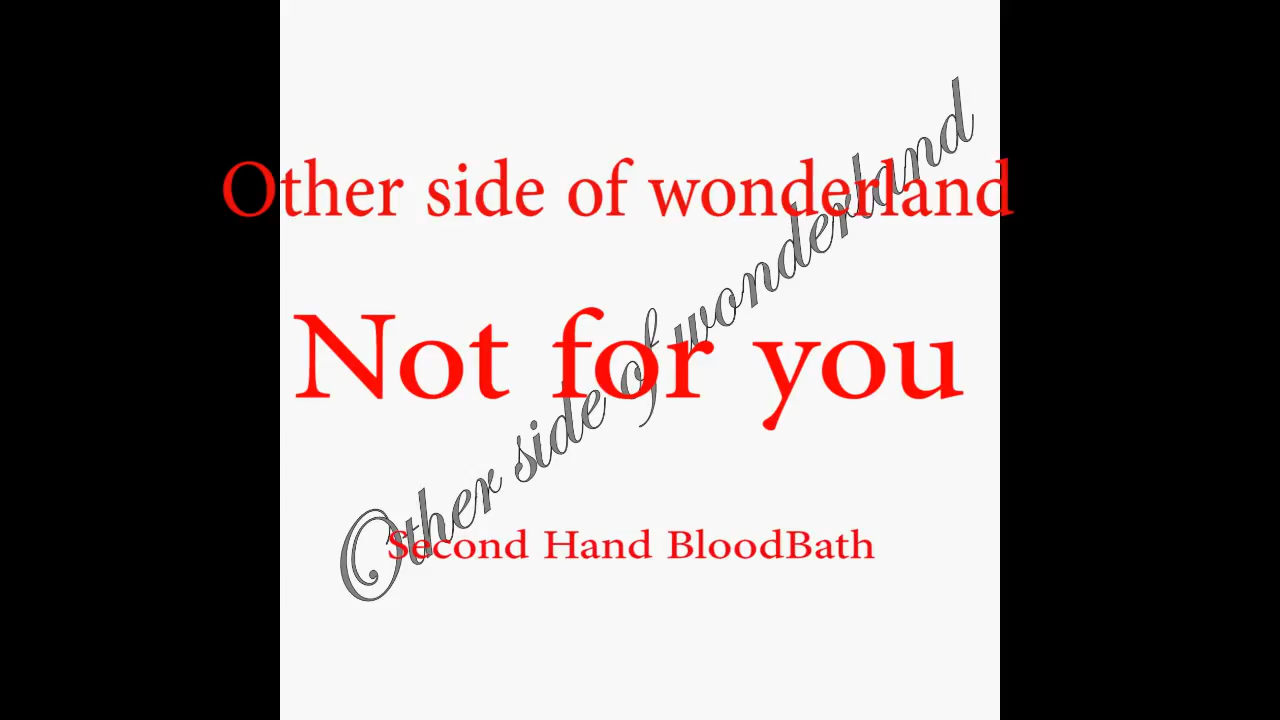 Other side of wonderland
Other side of wonderland
Not for you
Second Hand BloodBath